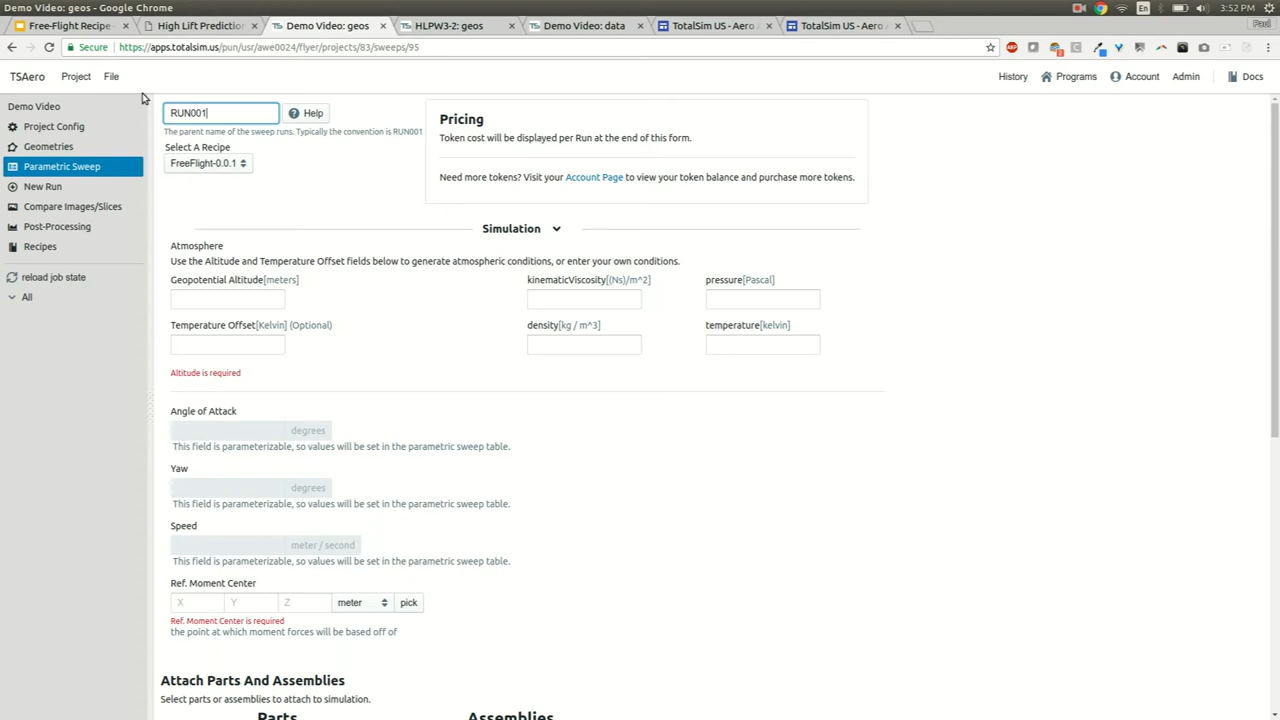 Demo Video: geos - Google Chrome
En
3:52 PM
Free-Flight Recipe-
High Lift Prediction
Demo Video: geos
HLPW3-2: geos
Demo Video: data
TotalSim US - Aero
TotalSim US - Aero
Paul
Secure
https://apps.totalsim.us/pun/usr/awe0024/flyer/projects/83/sweeps/95
TSAero
Project
File
History
Programs
Account
Admin
Docs
Demo Video
Project Config
Geometries
Parametric Sweep
New Run
Compare Images/Slices
Post-Processing
Recipes
reload job state
All
RUN001
Help
The parent name of the sweep runs. Typically the convention is RUN001
Select A Recipe
FreeFlight-0.0.1
Pricing
Token cost will be displayed per Run at the end of this form.
Need more tokens? Visit your Account Page to view your token balance and purchase more tokens.
Simulation
Atmosphere
Use the Altitude and Temperature Offset fields below to generate atmospheric conditions, or enter your own conditions.
Geopotential Altitude[meters]
kinematicViscosity[(Ns)/m^2]
pressure[Pascal]
Temperature Offset[Kelvin] (Optional)
density[kg / m^3]
temperature[kelvin]
Altitude is required
Angle of Attack
degrees
This field is parameterizable, so values will be set in the parametric sweep table.
Yaw
degrees
This field is parameterizable, so values will be set in the parametric sweep table.
Speed
meter / second
This field is parameterizable, so values will be set in the parametric sweep table.
Ref. Moment Center
X
Y
Z
meter
pick
Ref. Moment Center is required
the point at which moment forces will be based off of
Attach Parts And Assemblies
Select parts or assemblies to attach to simulation.
Parts
Assemblies